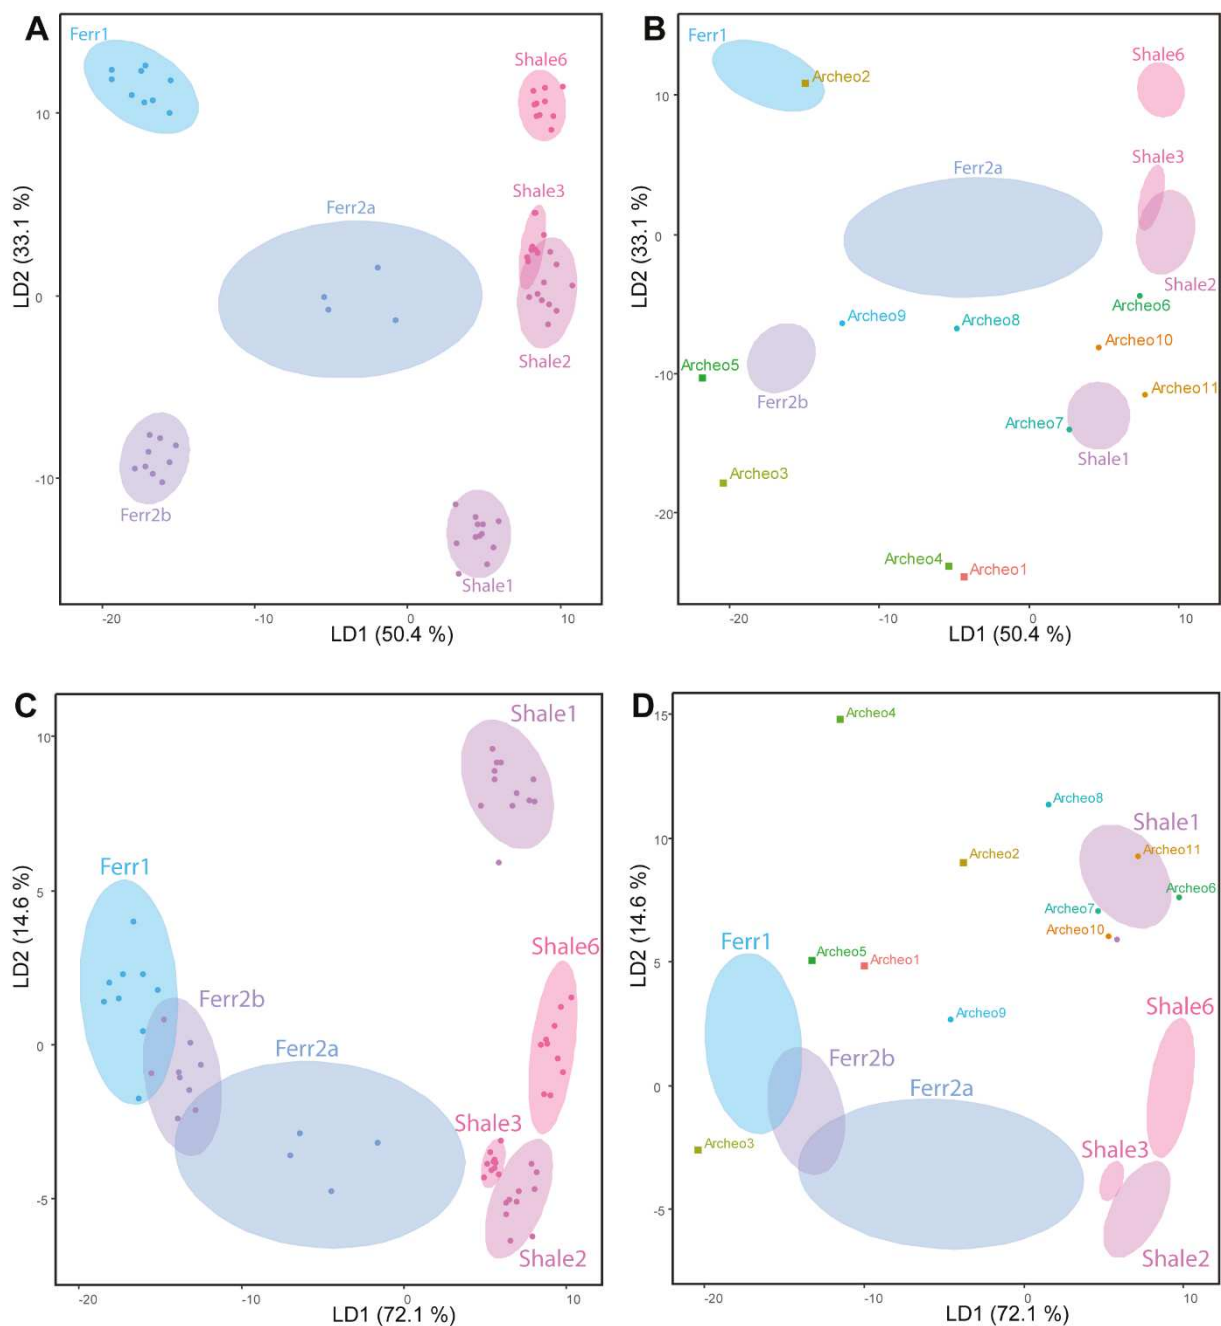 A
Ferr1
Shale6
Shale3
Ferr2a
Shale2
Ferr2b
Shale1
10
0
-10
-20
-10
0
10
LD2 (33.1 %)
LD1 (50.4 %)
B
Ferr1
Archeo2
Shale6
Shale3
Ferr2a
Shale2
Archeo6
Archeo9
Archeo8
Archeo10
Archeo5
Ferr2b
Archeo11
Archeo7
Shale1
Archeo3
Archeo4
Archeo1
10
0
-10
-20
-20
-10
0
10
LD2 (33.1 %)
LD1 (50.4 %)
C
Shale1
Ferr1
Shale6
Ferr2b
Ferr2a
Shale3
Shale2
10
5
0
-5
-20
-10
0
10
LD2 (14.6 %)
LD1 (72.1 %)
D
Archeo4
Archeo8
Shale1
Archeo2
Archeo11
Archeo6
Archeo7
Archeo10
Ferr1
Archeo5
Archeo1
Shale6
Archeo9
Ferr2b
Ferr2a
Archeo3
Shale3
Shale2
15
10
5
0
-5
-20
-10
0
10
LD2 (14.6 %)
LD1 (72.1 %)